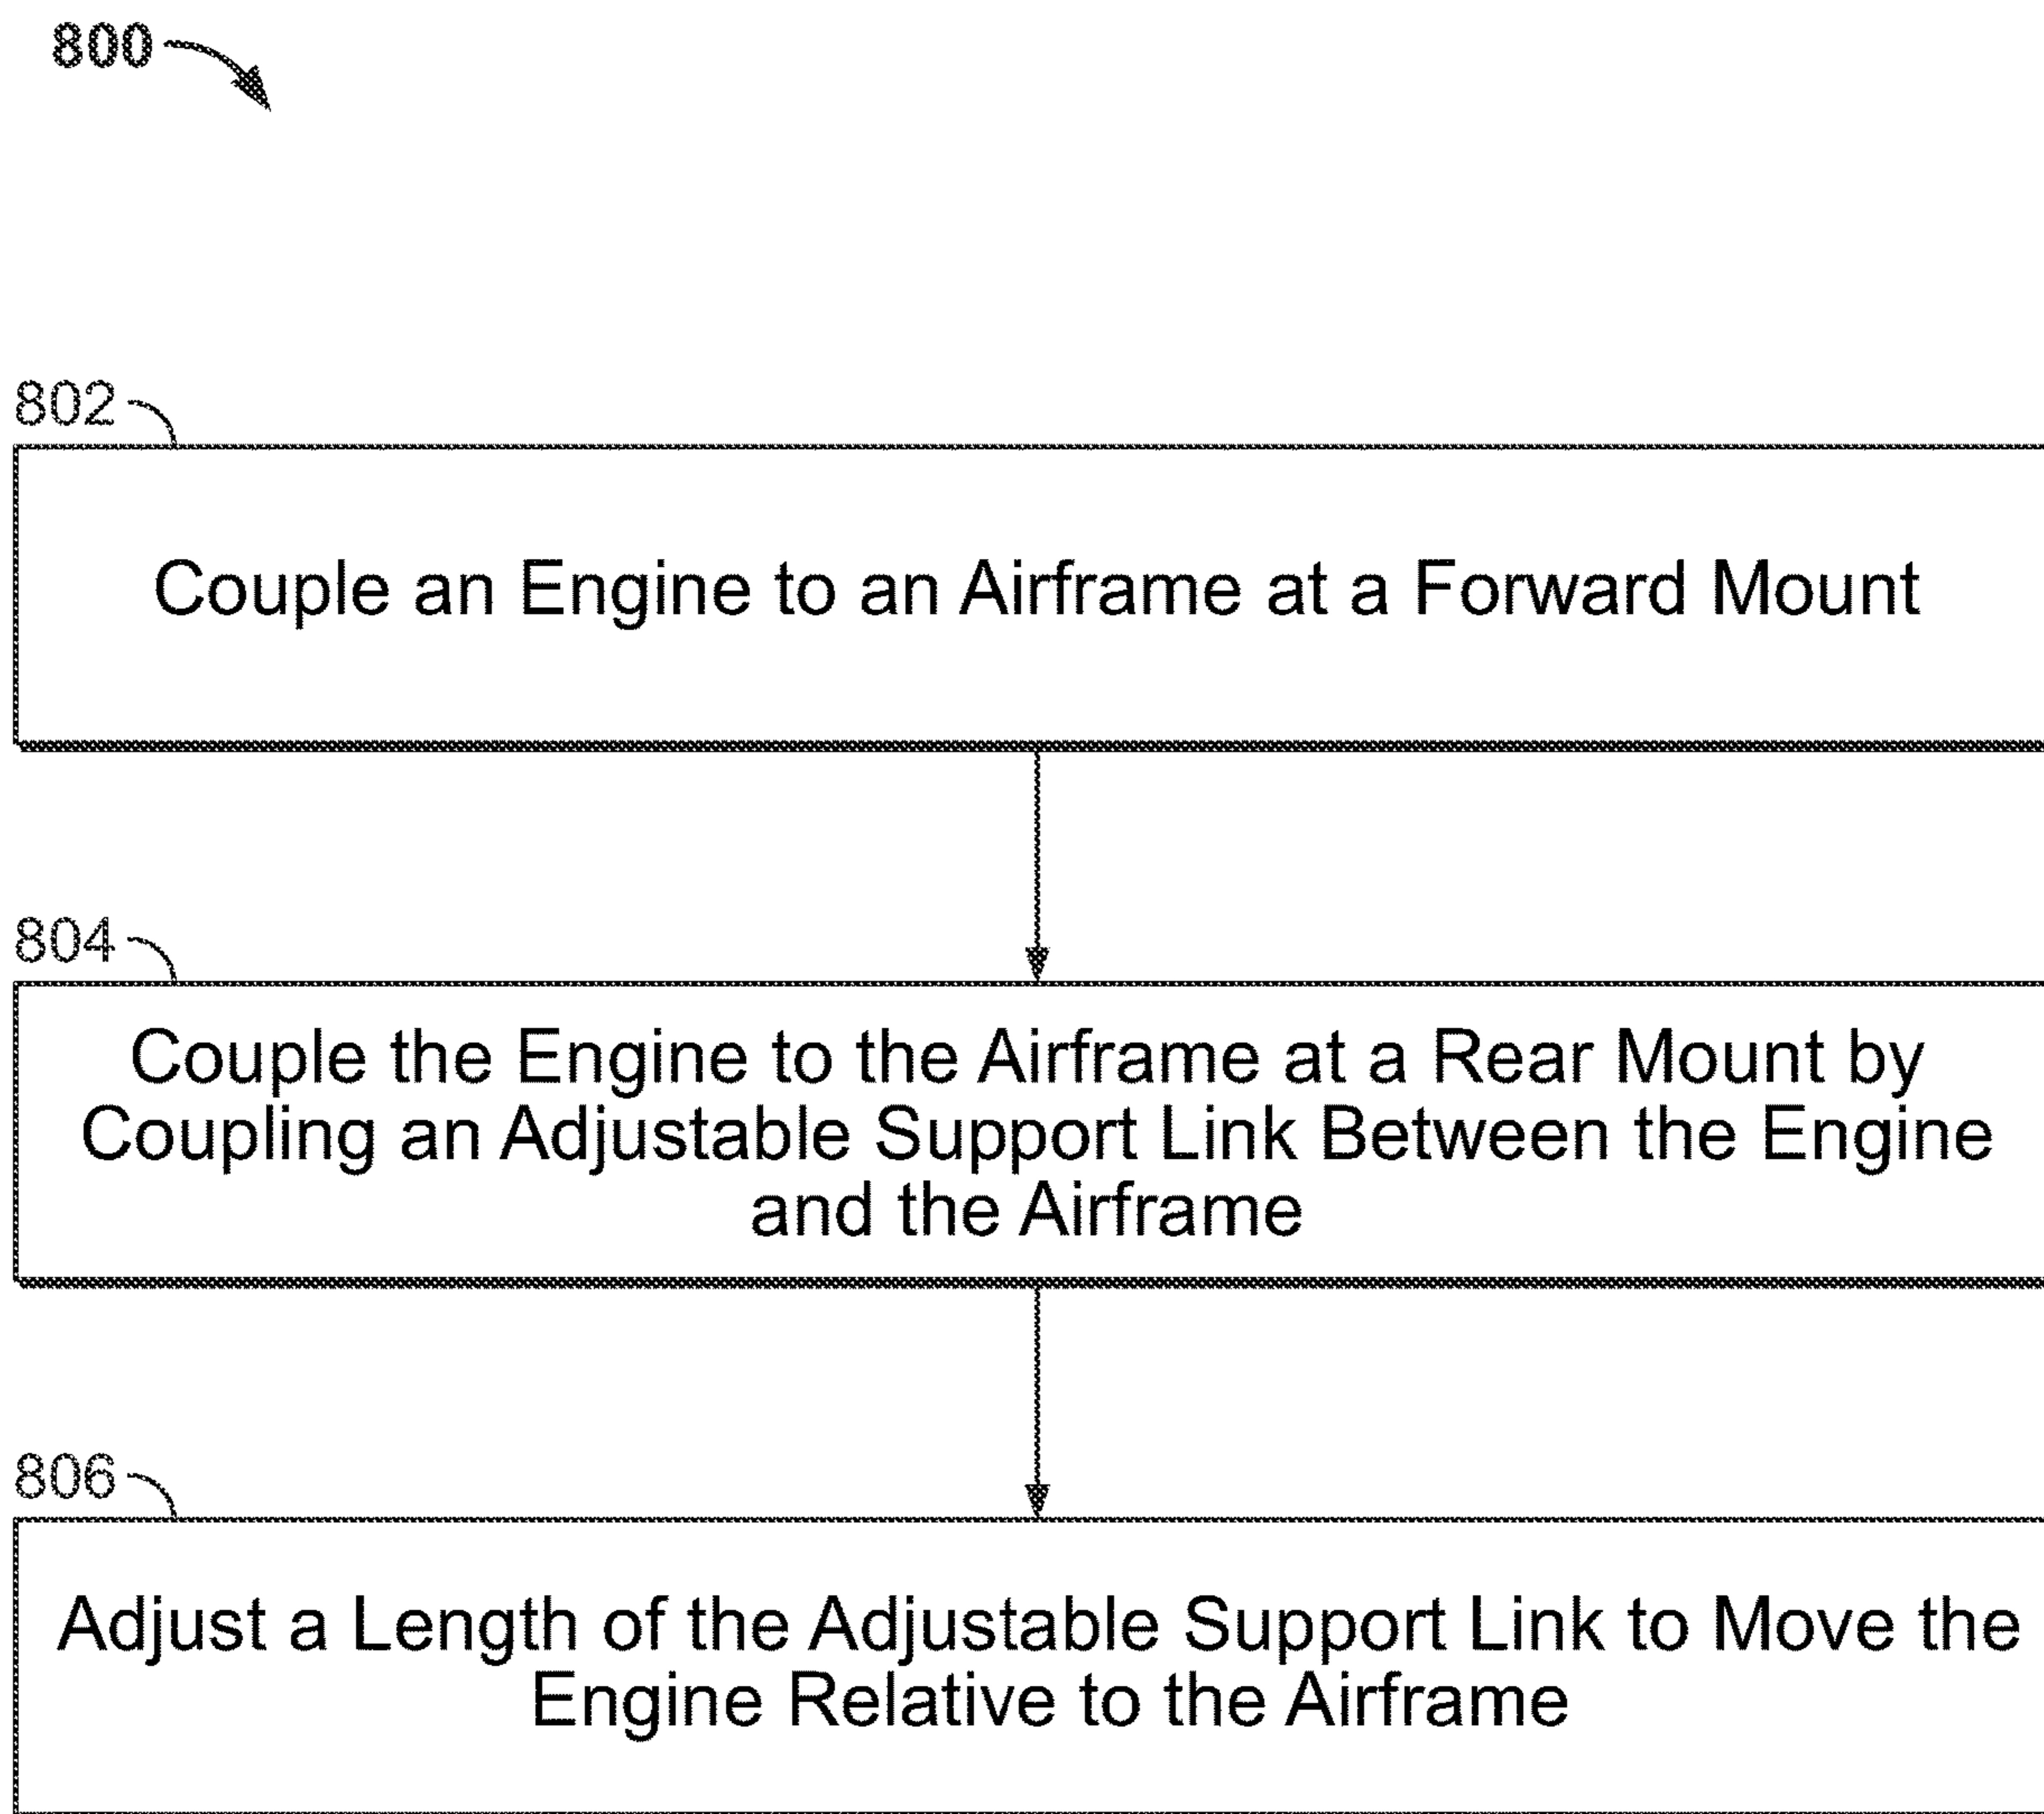 800
802
Couple an Engine to an Airframe at a Forward Mount
804
Couple the Engine to the Airframe at a Rear Mount by
Coupling an Adjustable Support Link Between the Engine
and the Airframe
806
Adjust a Length of the Adjustable Support Link to Move the
Engine Relative to the Airframe